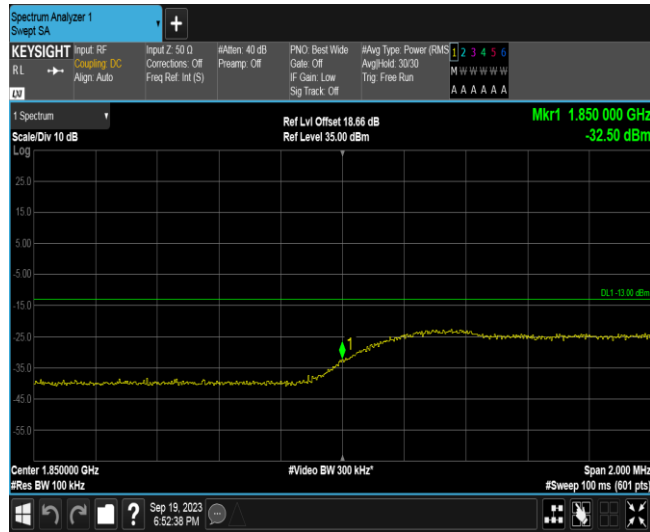 Spectrum Analyzer 1
Swept SA
KEYSIGHT
RL
LXI
Input: RF
Coupling: DC
Align: Auto
Input Z: 50 Ω
Corrections: Off
Freq Ref: Int (S)
#Atten: 40 dB
Preamp: Off
PNO: Best Wide
Gate: Off
IF Gain: Low
Sig Track: Off
#Avg Type: Power (RMS
Avg|Hold: 30/30
Trig: Free Run
1 2 3 4 5 6
M W W W W W
A A A A A A
1 Spectrum
Scale/Div 10 dB
Log
Ref Lvl Offset 18.66 dB
Ref Level 35.00 dBm
Mkr1 1.850 000 GHz
-32.50 dBm
25.0
15.0
5.00
-5.00
DL1 -13.00 dBm
-15.0
-25.0
1
-35.0
-45.0
-55.0
Center 1.850000 GHz
#Video BW 300 kHz*
Span 2.000 MHz
#Res BW 100 kHz
#Sweep 100 ms (601 pts)
?
Sep 19, 2023
6:52:38 PM